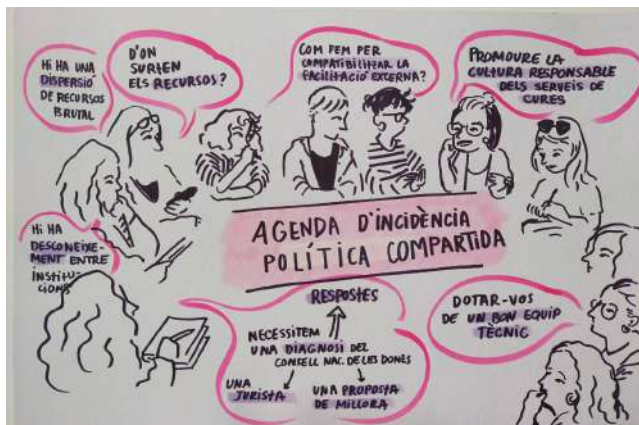 HI HA UNA
DISPERSIÓ
DE RECURSOS
BRUTAL
D'ON
SURTEN
ELS RECURSOS?
COM FEM PER
COMPATIBILITZAR LA
FACILITACIÓ EXTERNA?
PROMOURE LA
CULTURA RESPONSABLE
DELS SERVEIS DE
CURES
HI HA
DESCONEIXE-
MENT ENTRE
INSTITU-
CIONS
AGENDA D'INCIDÈNCIA
POLÍTICA COMPARTIDA
RESPOSTES
NECESSITEM
UNA DIAGNOSI DEL
CONSELL NAC. DE LES DONES
UNA
JURISTA
UNA PROPOSTA
DE MILLORA
DOTAR-VOS
DE UN BON EQUIP
TÈCNIC